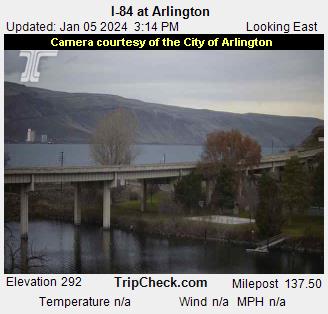 I-84 at Arlington
Updated: Jan 05 2024 3:14 PM Looking East
Camera courtesy of the City of Arlington
Elevation 292 TripCheck.com Milepost 137.50
Temperature n/a Wind n/a MPH n/a